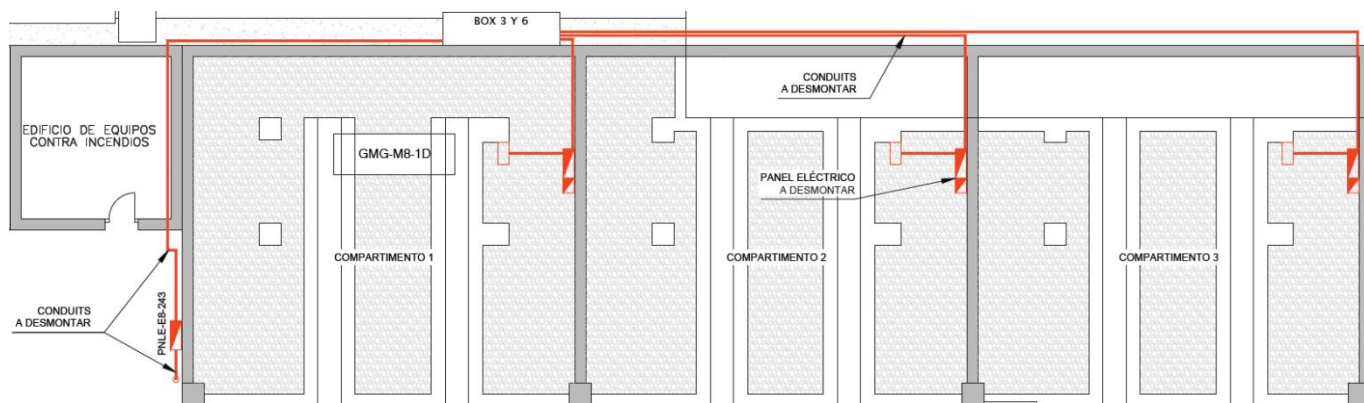 BOX 3 Y 6
CONDUITS
A DESMONTAR
EDIFICIO DE EQUIPOS
CONTRA INCENDIOS
GMG-M8-1D
PANEL ELÉCTRICO
A DESMONTAR
COMPARTIMENTO 1
COMPARTIMENTO 2
COMPARTIMENTO 3
CONDUITS
A DESMONTAR
PNLE-E8-243